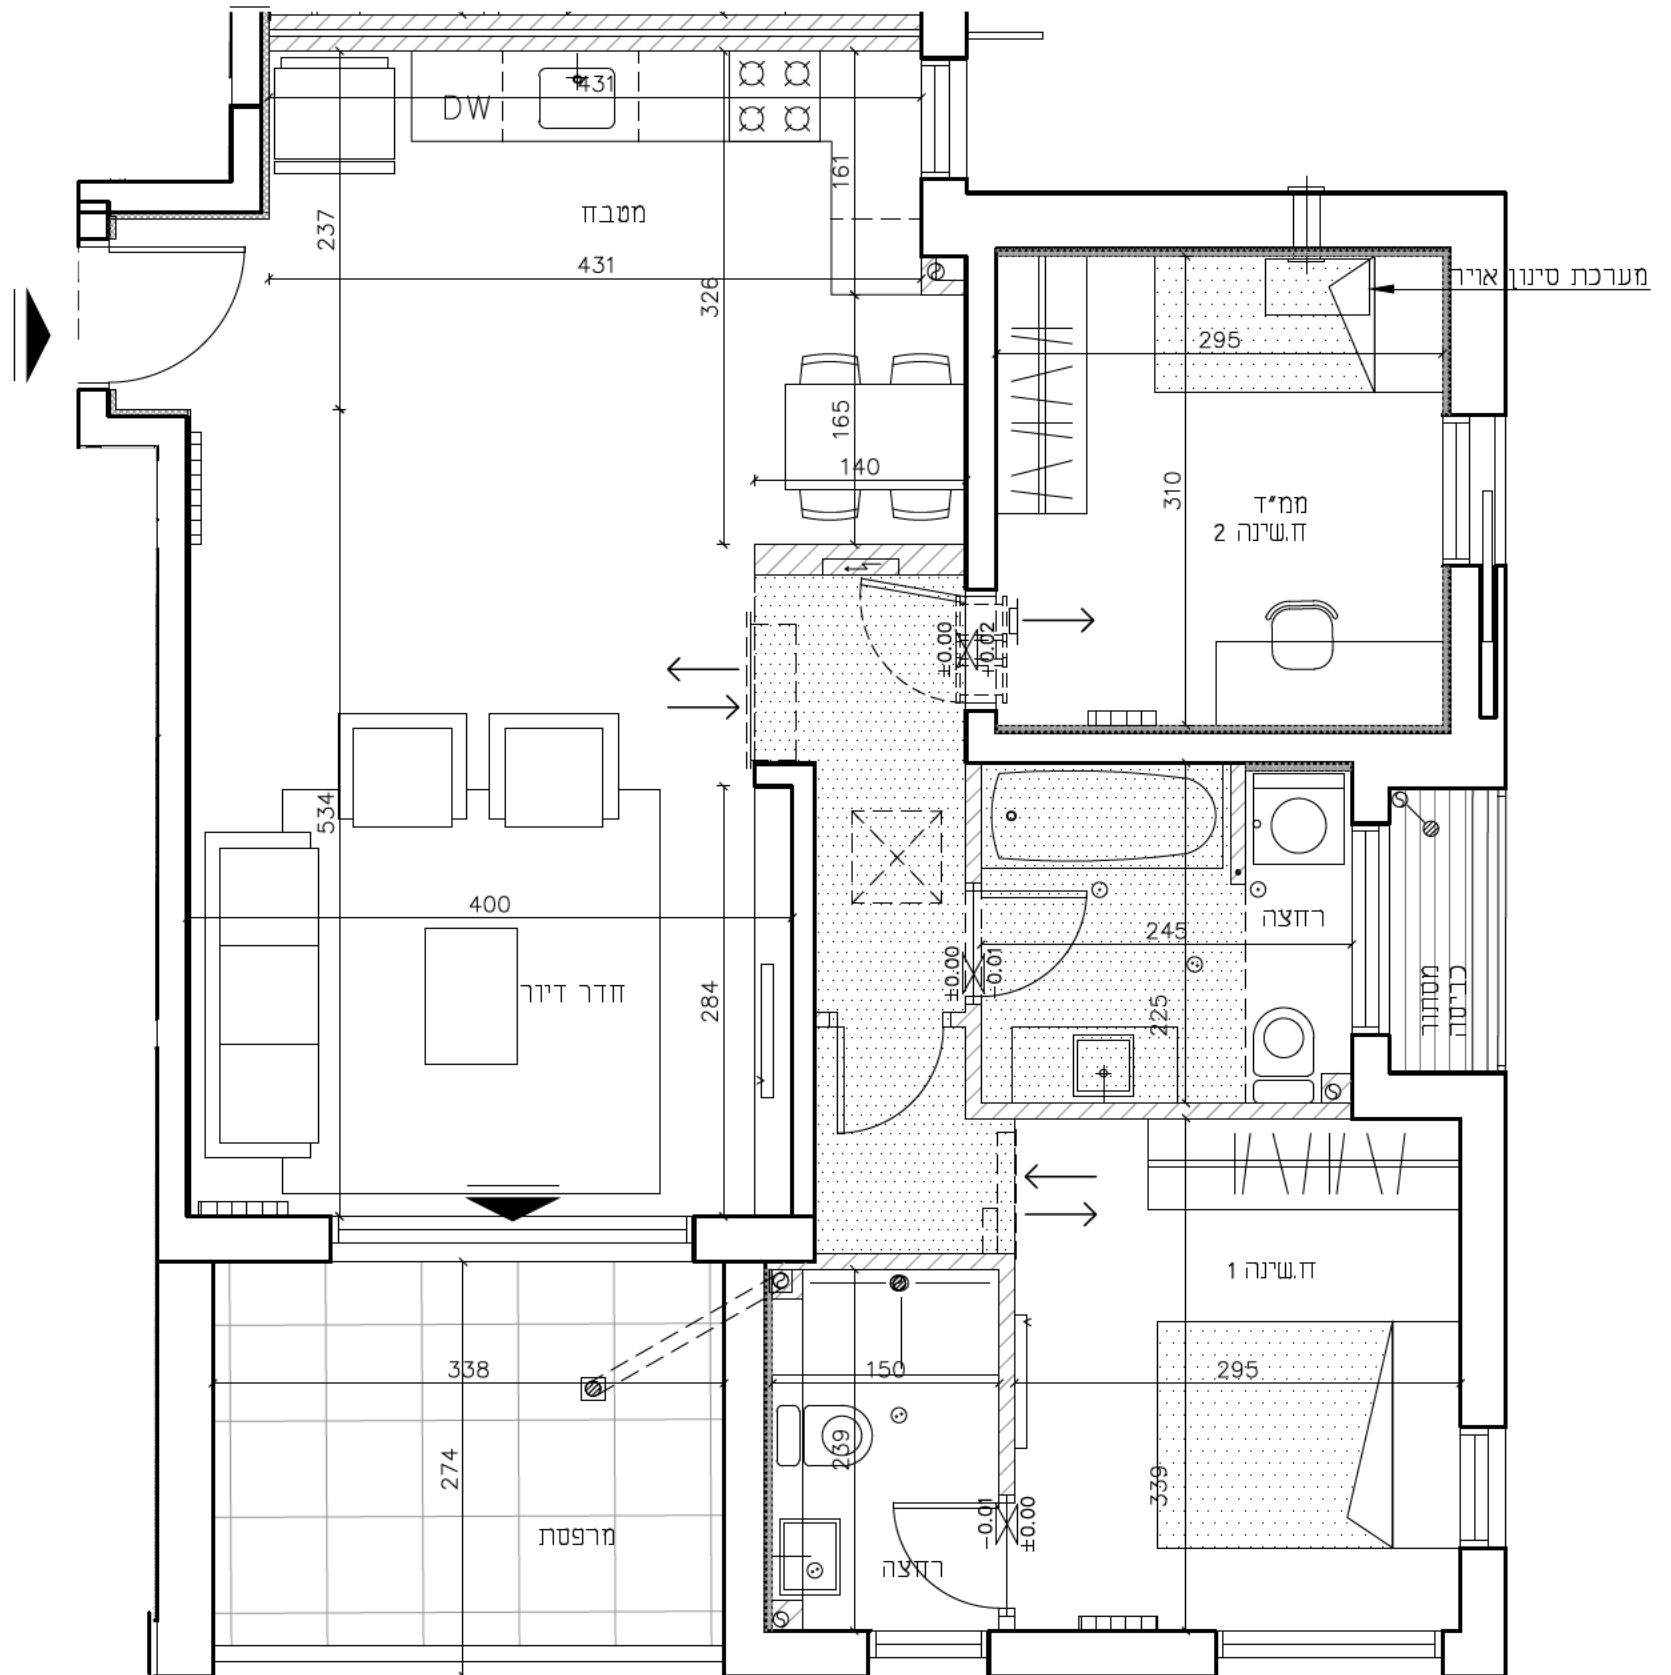 431
DW
161
237
מטבח
431
326
מערכת סינון אויר
295
165
140
310
ממ״ד
ח.שינה 2
±0.00
+0.02
534
400
רחצה
245
±0.00
-0.01
חדר דיור
284
225
מסתור
כביסה
ח.שינה 1
338
150
295
239
274
339
-0.01
±0.00
מרפסת
רחצה